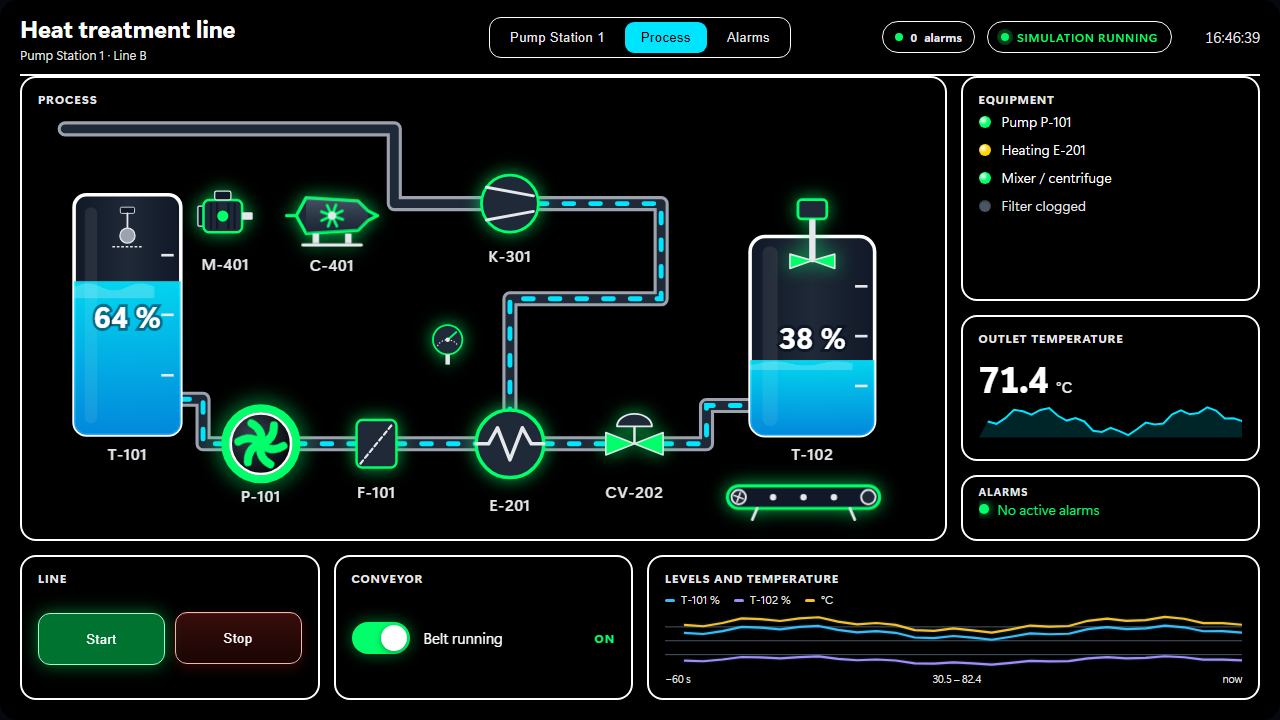 Heat treatment line
Pump Station 1 · Line B
Pump Station 1
Process
Alarms
0 alarms
SIMULATION RUNNING
16:46:39
PROCESS
64 %
T-101
M-401
C-401
K-301
P-101
F-101
E-201
CV-202
38 %
T-102
EQUIPMENT
Pump P-101
Heating E-201
Mixer / centrifuge
Filter clogged
OUTLET TEMPERATURE
71.4 °C
ALARMS
No active alarms
LINE
Start
Stop
CONVEYOR
Belt running
ON
LEVELS AND TEMPERATURE
T-101 %
T-102 %
°C
−60 s
30.5 – 82.4
now